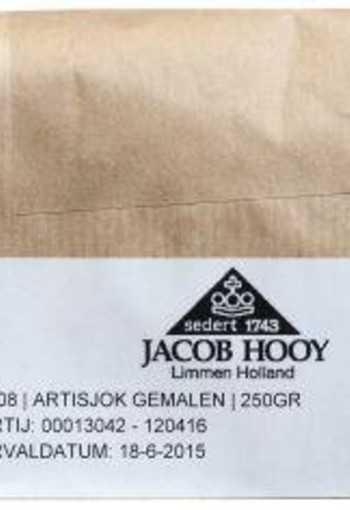 sedert 1743
JACOB HOOY
Limmen Holland
08 | ARTISJOK GEMALEN | 250GR
RTIJ: 00013042 - 120416
RVALDATUM: 18-6-2015